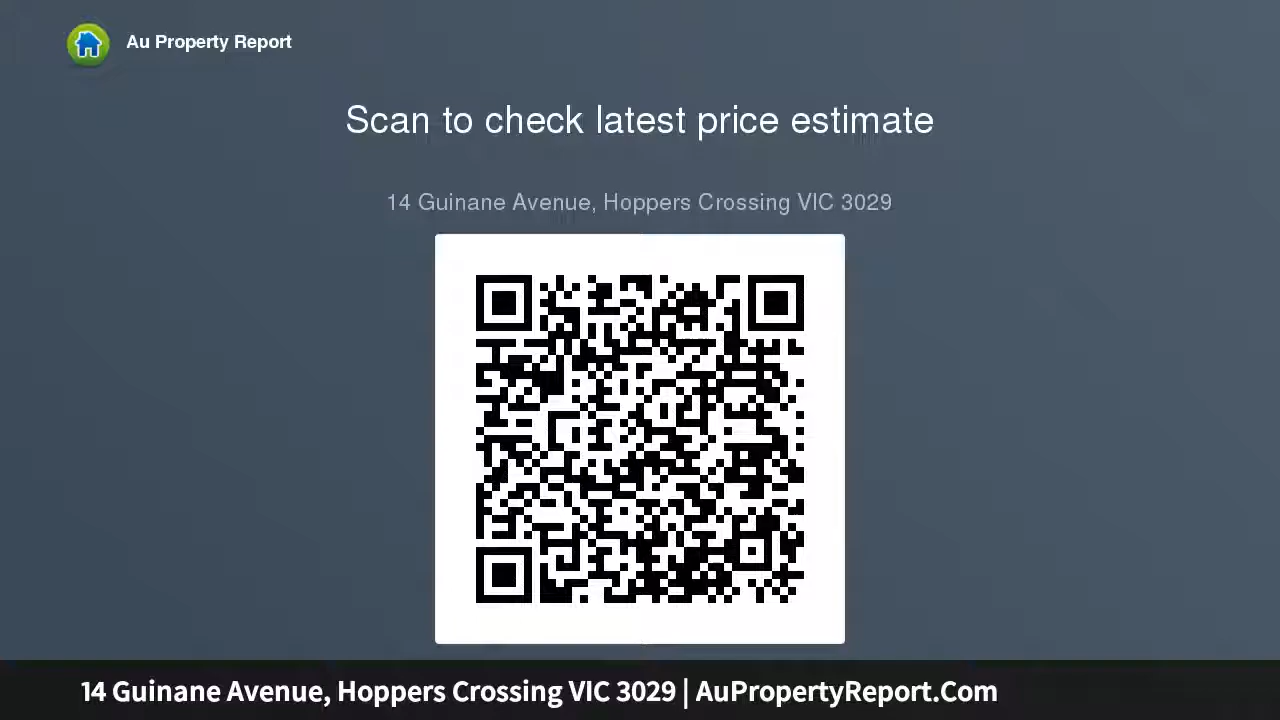 Au Property Report
Scan to check latest price estimate
14 Guinane Avenue, Hoppers Crossing VIC 3029
14 Guinane Avenue, Hoppers Crossing VIC 3029 | AuPropertyReport.Com